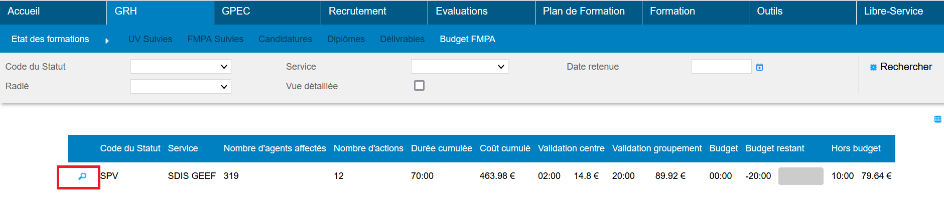 Accueil GRH GPEC Recrutement Evaluations Plan de Formation Formation Outils Libre-Service
Etat des formations UV Suivies FMPA Suivies Candidatures Diplômes Délivrables Budget FMPA
Code du Statut Service Date retenue Rechercher
Radié Vue détaillée
Code du Statut Service Nombre d'agents affectés Nombre d'actions Durée cumulée Coût cumulé Validation centre Validation groupement Budget Budget restant Hors budget
SPV SDIS GEEF 319 12 70:00 463.98 € 02:00 14.8 € 20:00 89.92 € 00:00 -20:00 10:00 79.64 €